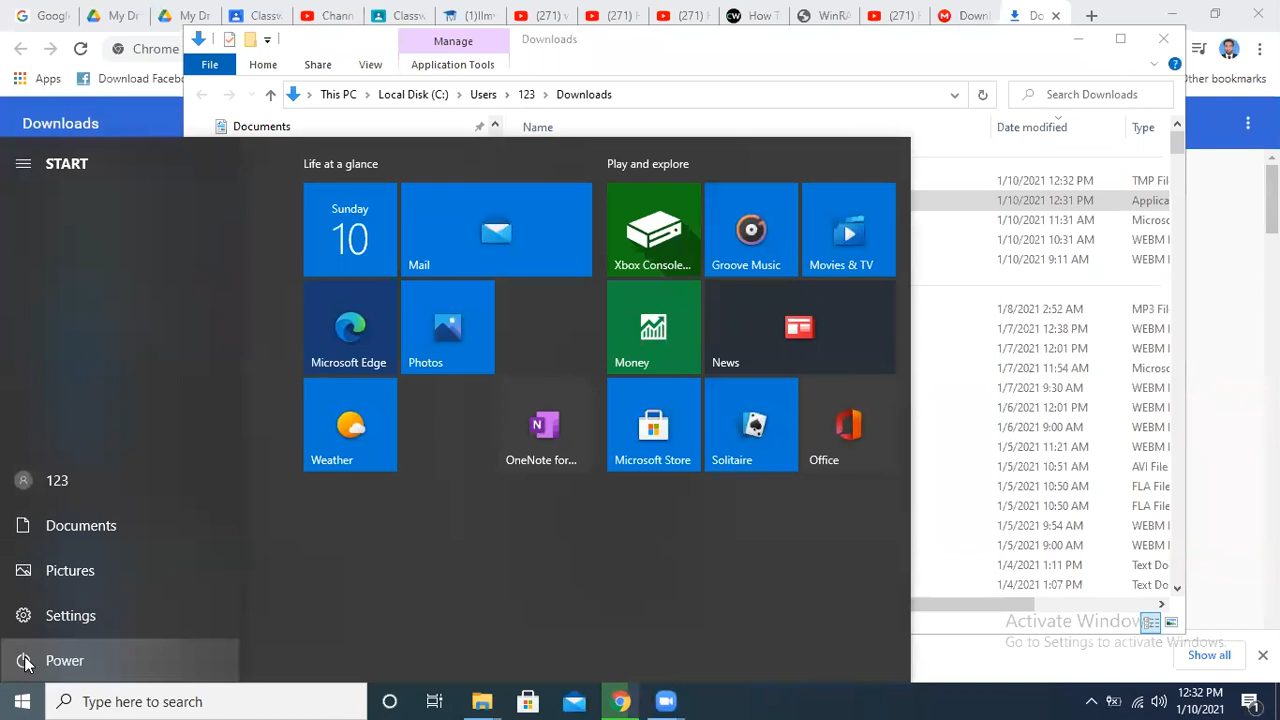 Google
My Dr
My Dr
Classw
Chann
Classw
(1)IIm
(271) v
(271) v
(271) (
How T
WinRA
(271) v
Downl
Do
Chrome
Manage
Downloads
File
Home
Share
View
Application Tools
Apps
Download Facebook
Other bookmarks
This PC
Local Disk (C:)
Users
123
Downloads
Search Downloads
Downloads
Documents
Name
Date modified
Type
START
Life at a glance
Play and explore
1/10/2021 12:32 PM TMP Fil
1/10/2021 12:31 PM Applica
1/10/2021 11:31 AM Microsc
1/10/2021 10:31 AM WEBM I
1/10/2021 9:11 AM WEBM I
1/8/2021 2:52 AM MP3 Fil
1/7/2021 12:38 PM WEBM I
1/7/2021 12:01 PM WEBM I
1/7/2021 11:54 AM Microsc
1/7/2021 9:30 AM WEBM I
1/6/2021 12:01 PM WEBM I
1/6/2021 9:00 AM WEBM I
1/5/2021 11:21 AM WEBM I
1/5/2021 10:51 AM AVI File
1/5/2021 10:50 AM FLA File
1/5/2021 10:50 AM FLA File
1/5/2021 9:54 AM WEBM I
1/5/2021 9:00 AM WEBM I
1/4/2021 1:11 PM Text Do
1/4/2021 1:07 PM Text Do
Sunday
10
Mail
Xbox Console...
Groove Music
Movies & TV
Microsoft Edge
Photos
Money
News
Weather
OneNote for...
Microsoft Store
Solitaire
Office
123
Documents
Pictures
Settings
Power
Activate Windows
Go to Settings to activate Windows.
Show all
Type here to search
12:32 PM
1/10/2021
1